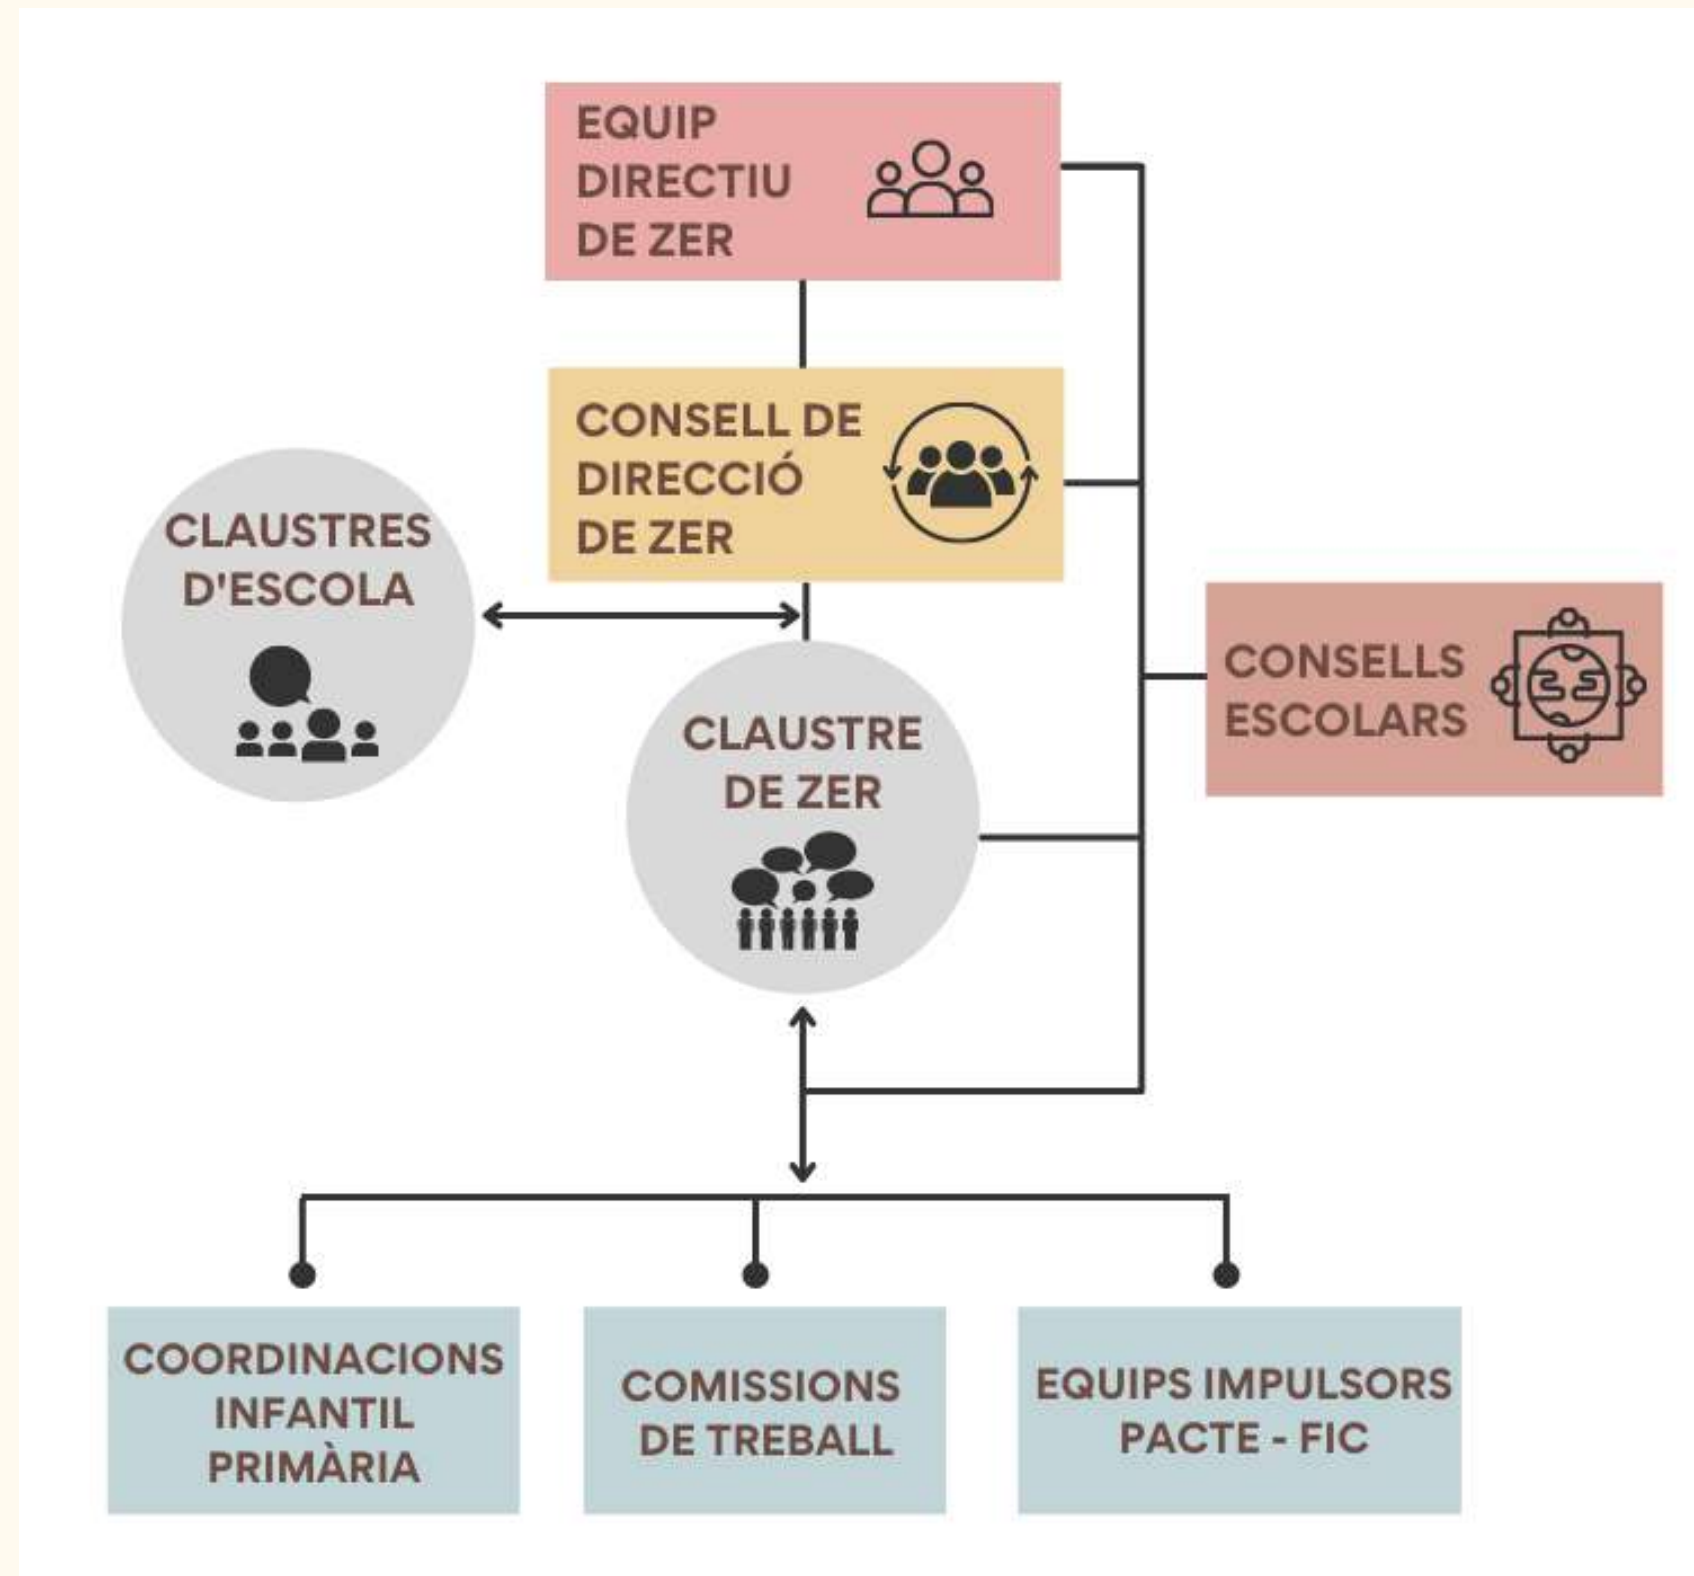 EQUIP
DIRECTIU
DE ZER
CONSELL DE
DIRECCIÓ
DE ZER
CLAUSTRES
D'ESCOLA
CONSELLS
ESCOLARS
CLAUSTRE
DE ZER
COORDINACIONS
INFANTIL
PRIMÀRIA
COMISSIONS
DE TREBALL
EQUIPS IMPULSORS
PACTE - FIC